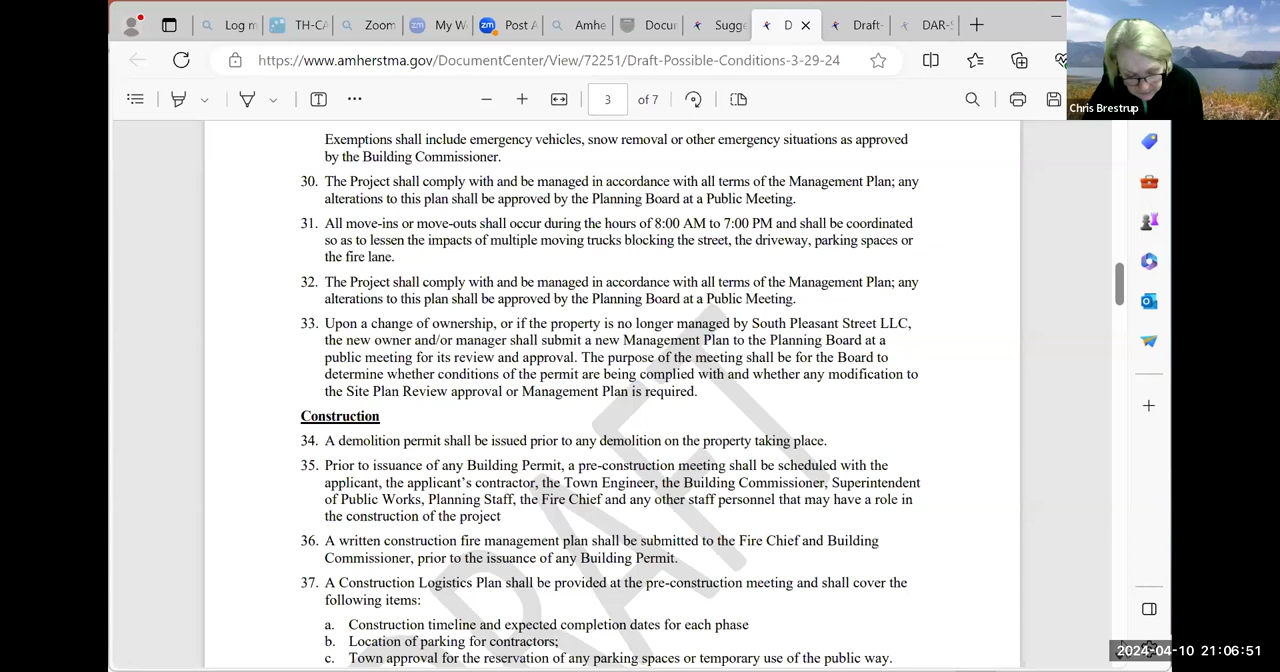 Log n
TH-CA
Zoom
My W
Post A
Amhe
Docu
Sugg
D
Draft-
DAR-S
https://www.amherstma.gov/DocumentCenter/View/72251/Draft-Possible-Conditions-3-29-24
3 of 7
Chris Brestrup
Exemptions shall include emergency vehicles, snow removal or other emergency situations as approved
by the Building Commissioner.
30. The Project shall comply with and be managed in accordance with all terms of the Management Plan; any
alterations to this plan shall be approved by the Planning Board at a Public Meeting.
31. All move-ins or move-outs shall occur during the hours of 8:00 AM to 7:00 PM and shall be coordinated
so as to lessen the impacts of multiple moving trucks blocking the street, the driveway, parking spaces or
the fire lane.
32. The Project shall comply with and be managed in accordance with all terms of the Management Plan; any
alterations to this plan shall be approved by the Planning Board at a Public Meeting.
33. Upon a change of ownership, or if the property is no longer managed by South Pleasant Street LLC,
the new owner and/or manager shall submit a new Management Plan to the Planning Board at a
public meeting for its review and approval. The purpose of the meeting shall be for the Board to
determine whether conditions of the permit are being complied with and whether any modification to
the Site Plan Review approval or Management Plan is required.
Construction
34. A demolition permit shall be issued prior to any demolition on the property taking place.
35. Prior to issuance of any Building Permit, a pre-construction meeting shall be scheduled with the
applicant, the applicant's contractor, the Town Engineer, the Building Commissioner, Superintendent
of Public Works, Planning Staff, the Fire Chief and any other staff personnel that may have a role in
the construction of the project
36. A written construction fire management plan shall be submitted to the Fire Chief and Building
Commissioner, prior to the issuance of any Building Permit.
37. A Construction Logistics Plan shall be provided at the pre-construction meeting and shall cover the
following items:
a. Construction timeline and expected completion dates for each phase
b. Location of parking for contractors;
c. Town approval for the reservation of any parking spaces or temporary use of the public way.
DRAFT
2024-04-10 21:06:51